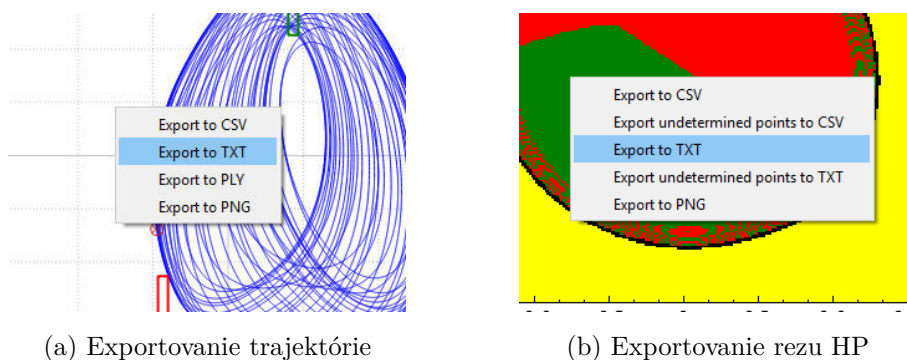 Export to CSV
Export to TXT
Export to PLY
Export to PNG
Export to CSV
Export undetermined points to CSV
Export to TXT
Export undetermined points to TXT
Export to PNG
(a) Exportovanie trajektórie
(b) Exportovanie rezu HP